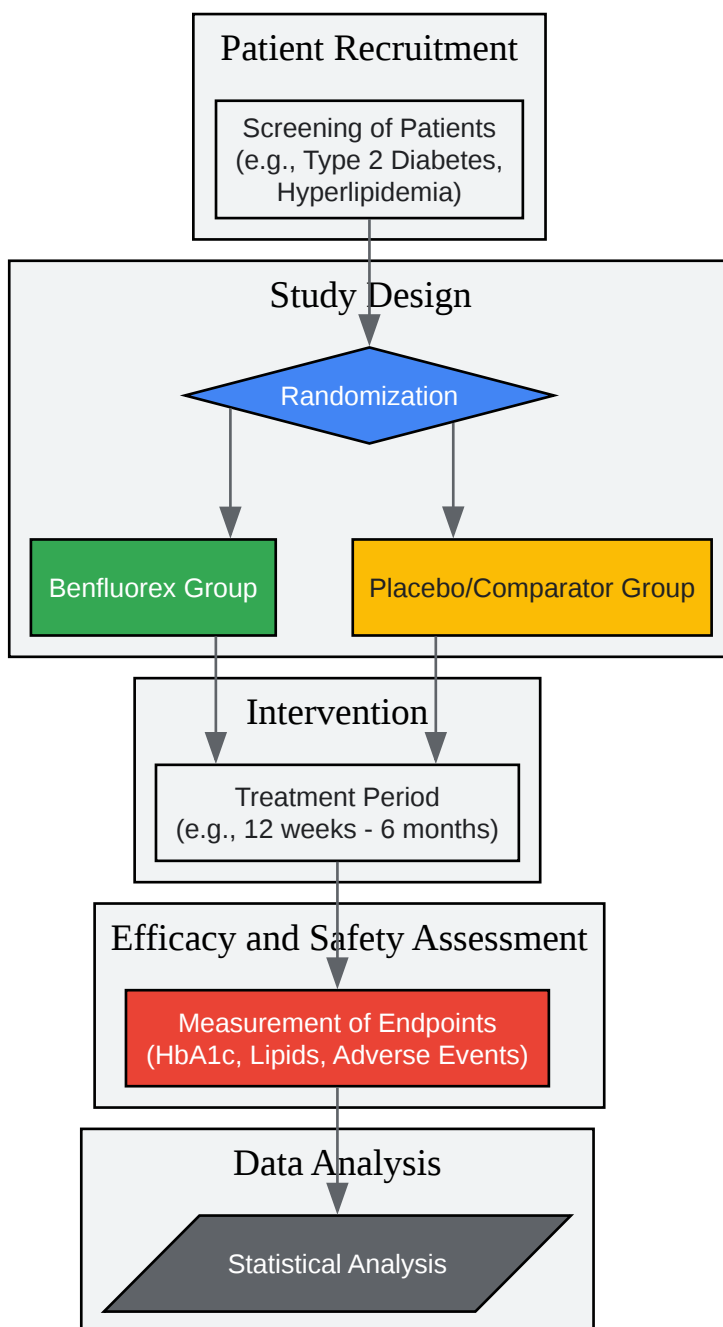 Patient Recruitment
Screening of Patients
(e.g., Type 2 Diabetes,
Hyperlipidemia)
Study Design
Randomization
Benfluorex Group
Placebo/Comparator Group
Intervention
Treatment Period
(e.g., 12 weeks - 6 months)
Efficacy and Safety Assessment
Measurement of Endpoints
(HbA1c, Lipids, Adverse Events)
Data Analysis
Statistical Analysis